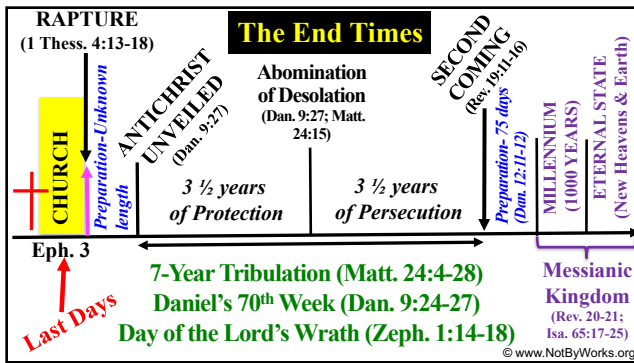 RAPTURE
(1 Thess. 4:13-18)
The End Times
CHURCH
Preparation-Unknown
length
ANTICHRIST
UNVEILED
(Dan. 9:27)
Abomination
of Desolation
(Dan. 9:27; Matt.
24:15)
SECOND
COMING
(Rev. 19:11-16)
Preparation- 75 days
(Dan. 12:11-12)
MILLENNIUM
(1000 YEARS)
ETERNAL STATE
(New Heavens & Earth)
3 ½ years
of Protection
3 ½ years
of Persecution
Eph. 3
Last Days
7-Year Tribulation (Matt. 24:4-28)
Daniel's 70th Week (Dan. 9:24-27)
Day of the Lord's Wrath (Zeph. 1:14-18)
Messianic
Kingdom
(Rev. 20-21;
Isa. 65:17-25)
© www.NotByWorks.org